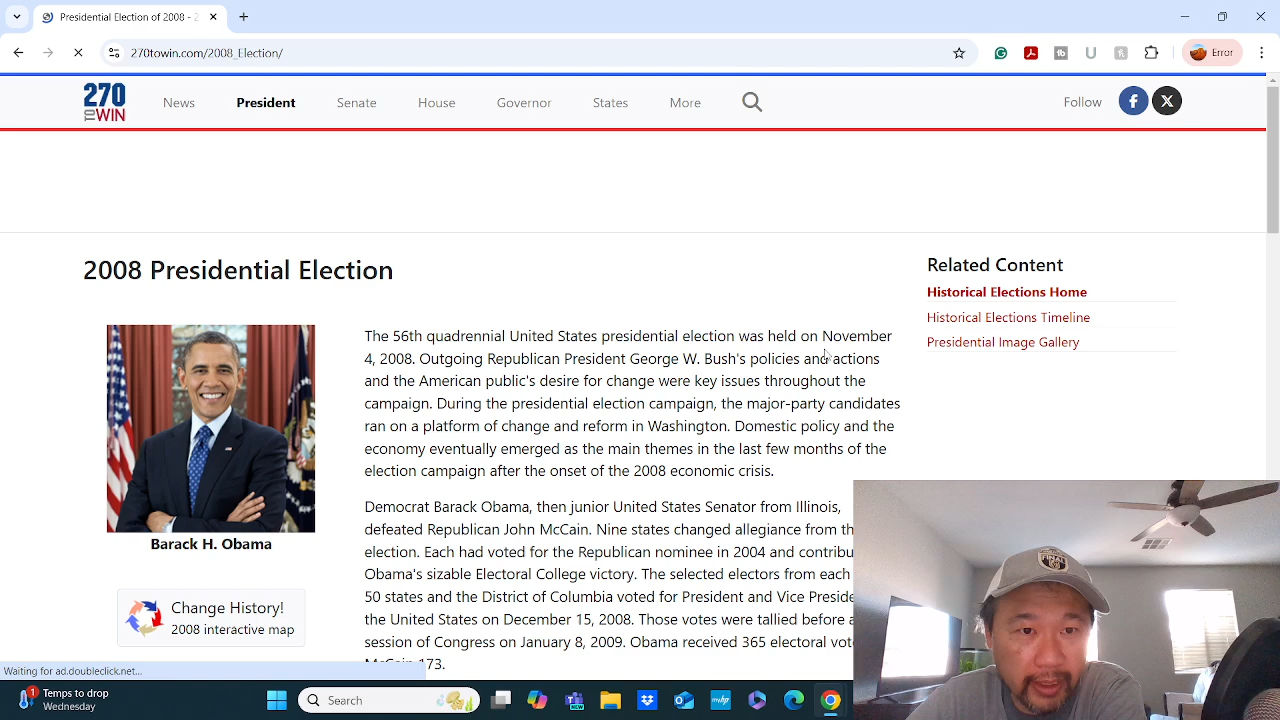 Presidential Election of 2008 - 2
270towin.com/2008_Election/
Error
270
TO WIN
News
President
Senate
House
Governor
States
More
Follow
2008 Presidential Election
Related Content
Historical Elections Home
Historical Elections Timeline
Presidential Image Gallery
The 56th quadrennial United States presidential election was held on November
4, 2008. Outgoing Republican President George W. Bush's policies and actions
and the American public's desire for change were key issues throughout the
campaign. During the presidential election campaign, the major-party candidates
ran on a platform of change and reform in Washington. Domestic policy and the
economy eventually emerged as the main themes in the last few months of the
election campaign after the onset of the 2008 economic crisis.
Barack H. Obama
Democrat Barack Obama, then junior United States Senator from Illinois,
defeated Republican John McCain. Nine states changed allegiance from th
election. Each had voted for the Republican nominee in 2004 and contribu
Obama's sizable Electoral College victory. The selected electors from each
50 states and the District of Columbia voted for President and Vice Preside
the United States on December 15, 2008. Those votes were tallied before a
session of Congress on January 8, 2009. Obama received 365 electoral vot
McCain 173.
Change History!
2008 interactive map
Waiting for ad.doubleclick.net...
1
Temps to drop
Wednesday
Search
NEW